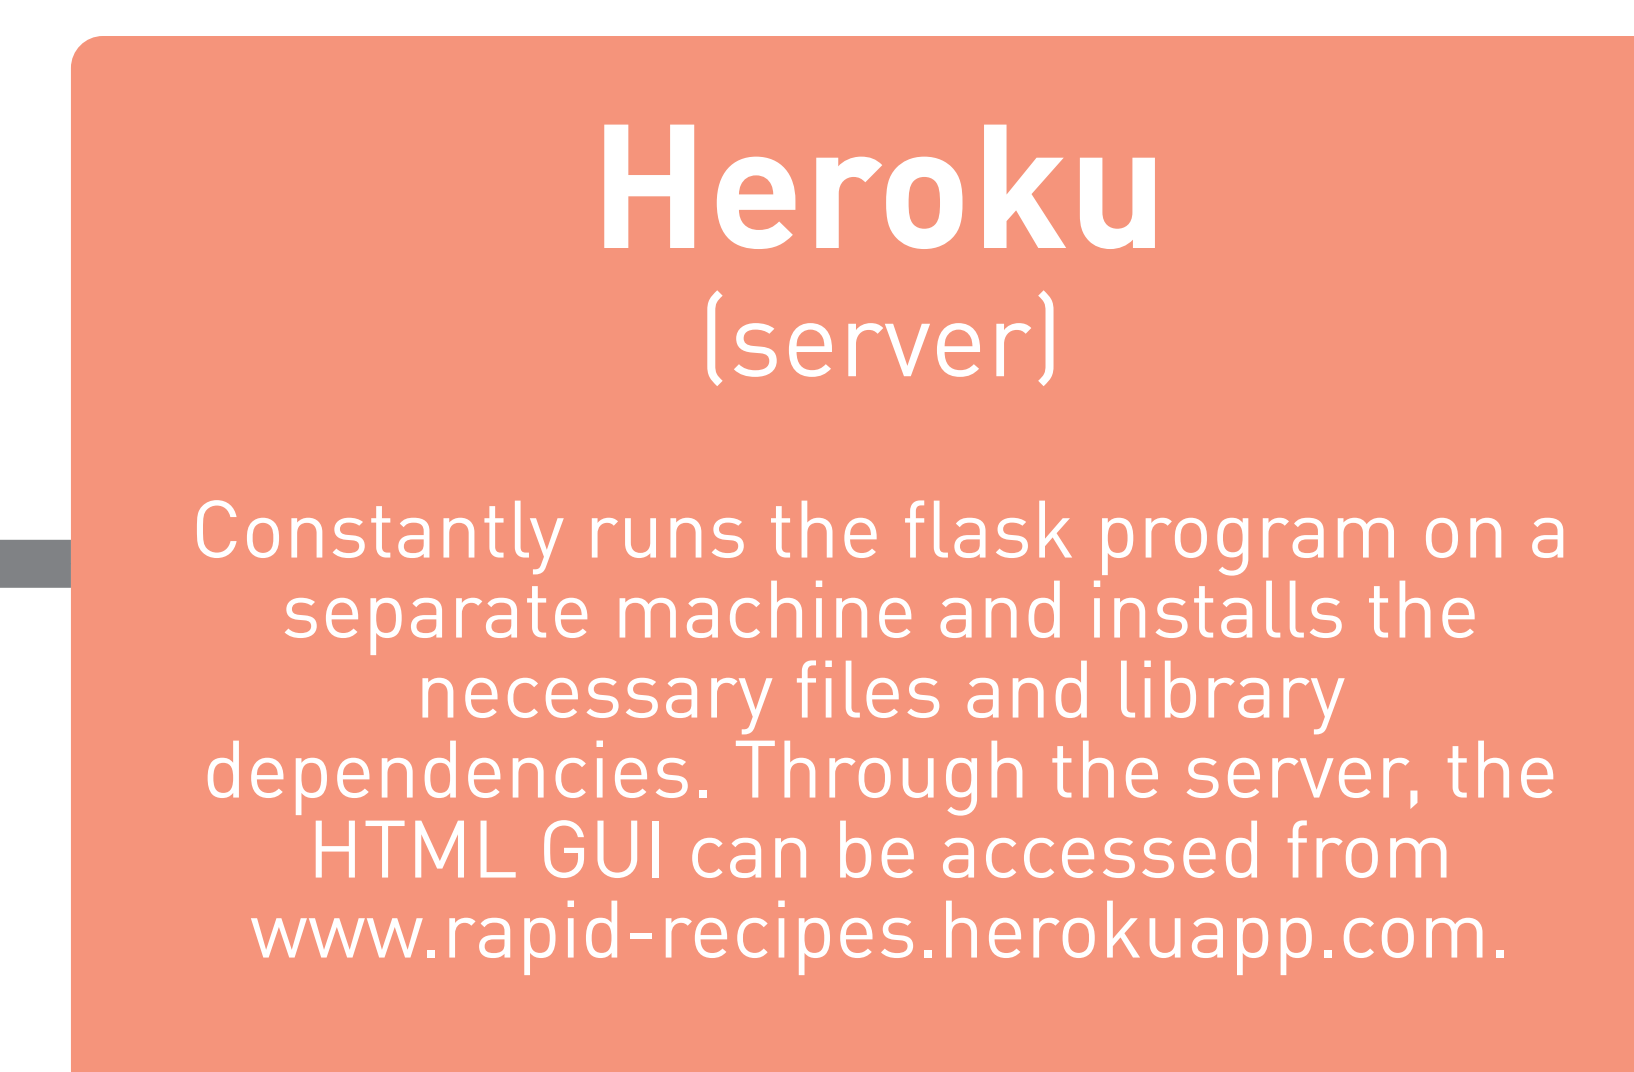 Heroku
(server)
Constantly runs the flask program on a
separate machine and installs the
necessary files and library
dependencies. Through the server, the
HTML GUI can be accessed from
www.rapid-recipes.herokuapp.com.